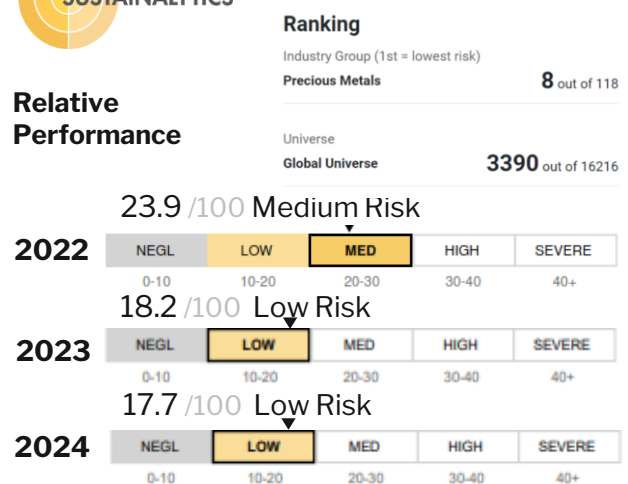 SUSTAINALYTICS
Ranking
Industry Group (1st = lowest risk)
Precious Metals 8 out of 118
Relative
Performance
Universe
Global Universe 3390 out of 16216
23.9 /100 Medium Risk
2022 NEGL LOW MED HIGH SEVERE
0-10 10-20 20-30 30-40 40+
18.2 /100 Low Risk
2023 NEGL LOW MED HIGH SEVERE
0-10 10-20 20-30 30-40 40+
17.7 /100 Low Risk
2024 NEGL LOW MED HIGH SEVERE
0-10 10-20 20-30 30-40 40+